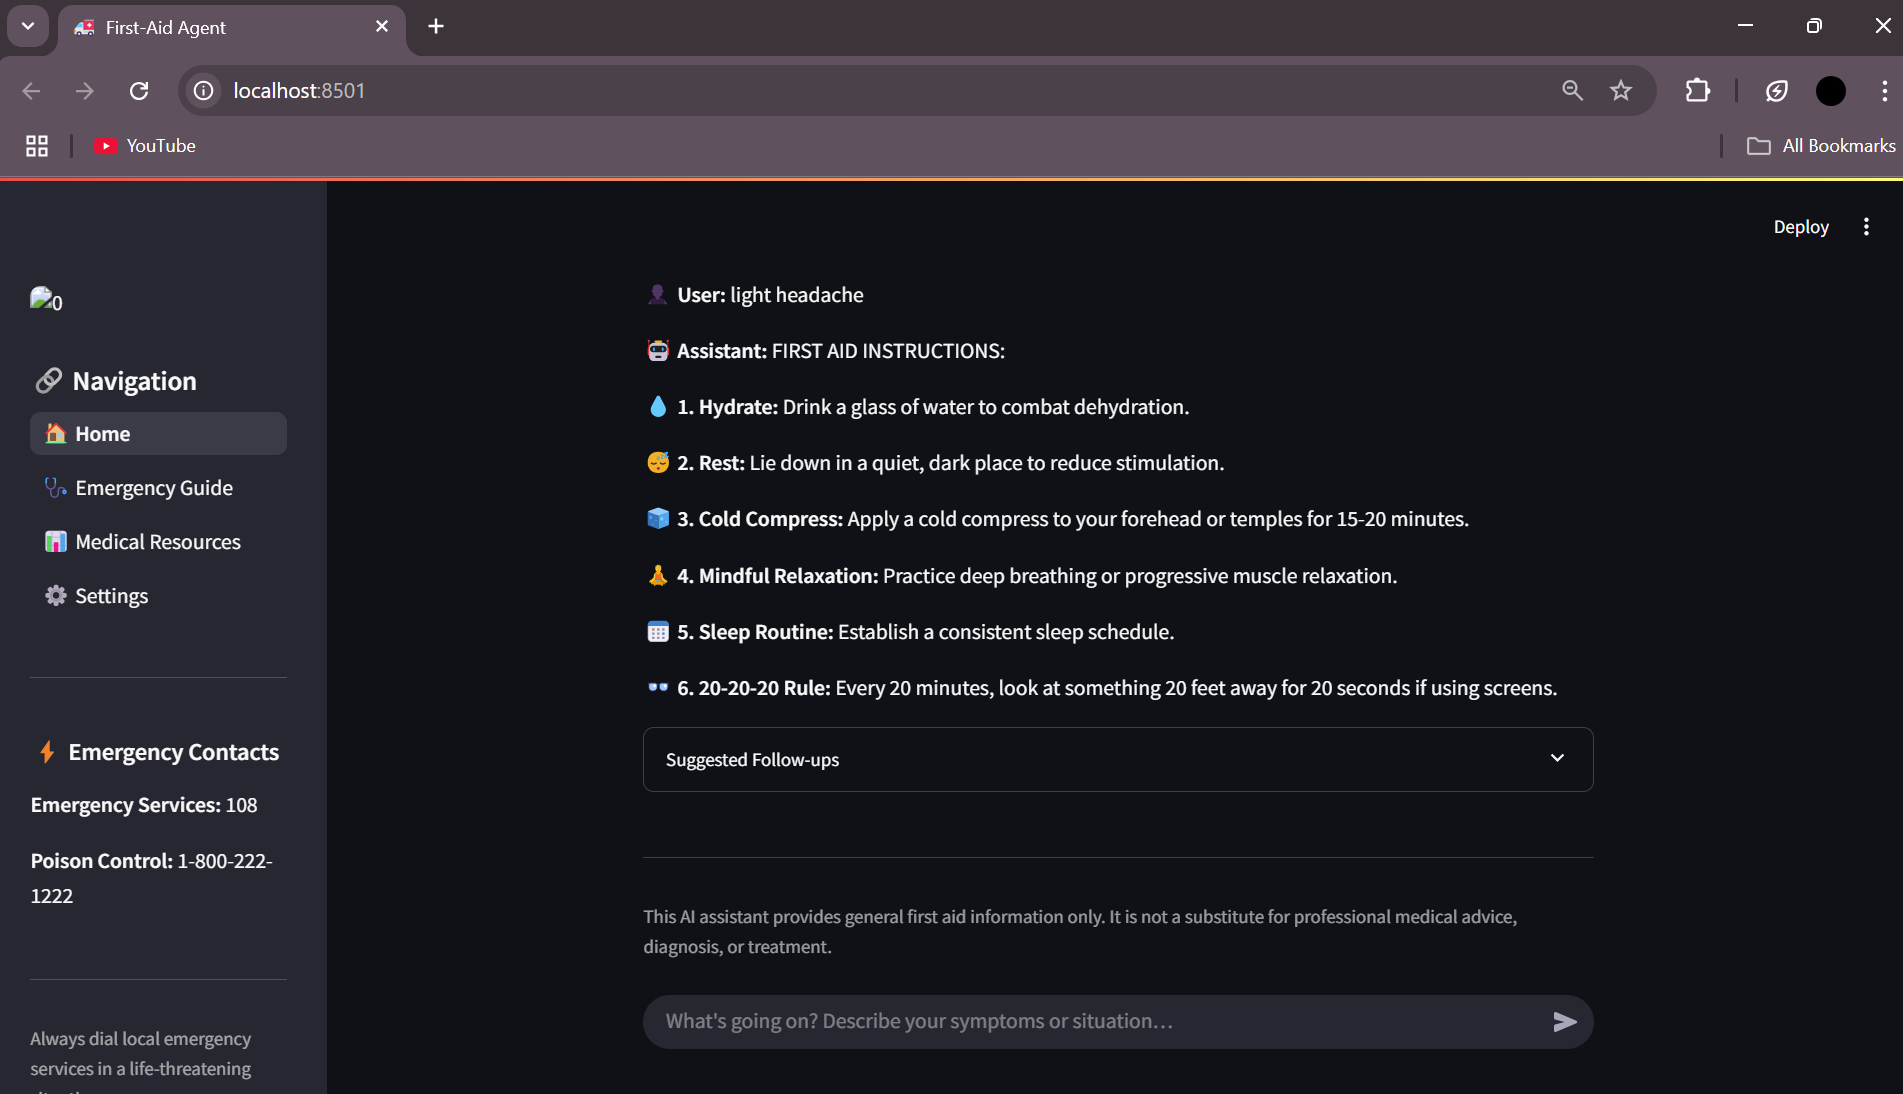 First-Aid Agent
localhost:8501
YouTube
All Bookmarks
Deploy
0
Navigation
Home
Emergency Guide
Medical Resources
Settings
Emergency Contacts
Emergency Services: 108
Poison Control: 1-800-222-
1222
Always dial local emergency
services in a life-threatening
User: light headache
Assistant: FIRST AID INSTRUCTIONS:
1. Hydrate: Drink a glass of water to combat dehydration.
2. Rest: Lie down in a quiet, dark place to reduce stimulation.
3. Cold Compress: Apply a cold compress to your forehead or temples for 15-20 minutes.
4. Mindful Relaxation: Practice deep breathing or progressive muscle relaxation.
5. Sleep Routine: Establish a consistent sleep schedule.
6. 20-20-20 Rule: Every 20 minutes, look at something 20 feet away for 20 seconds if using screens.
Suggested Follow-ups
This AI assistant provides general first aid information only. It is not a substitute for professional medical advice,
diagnosis, or treatment.
What's going on? Describe your symptoms or situation...